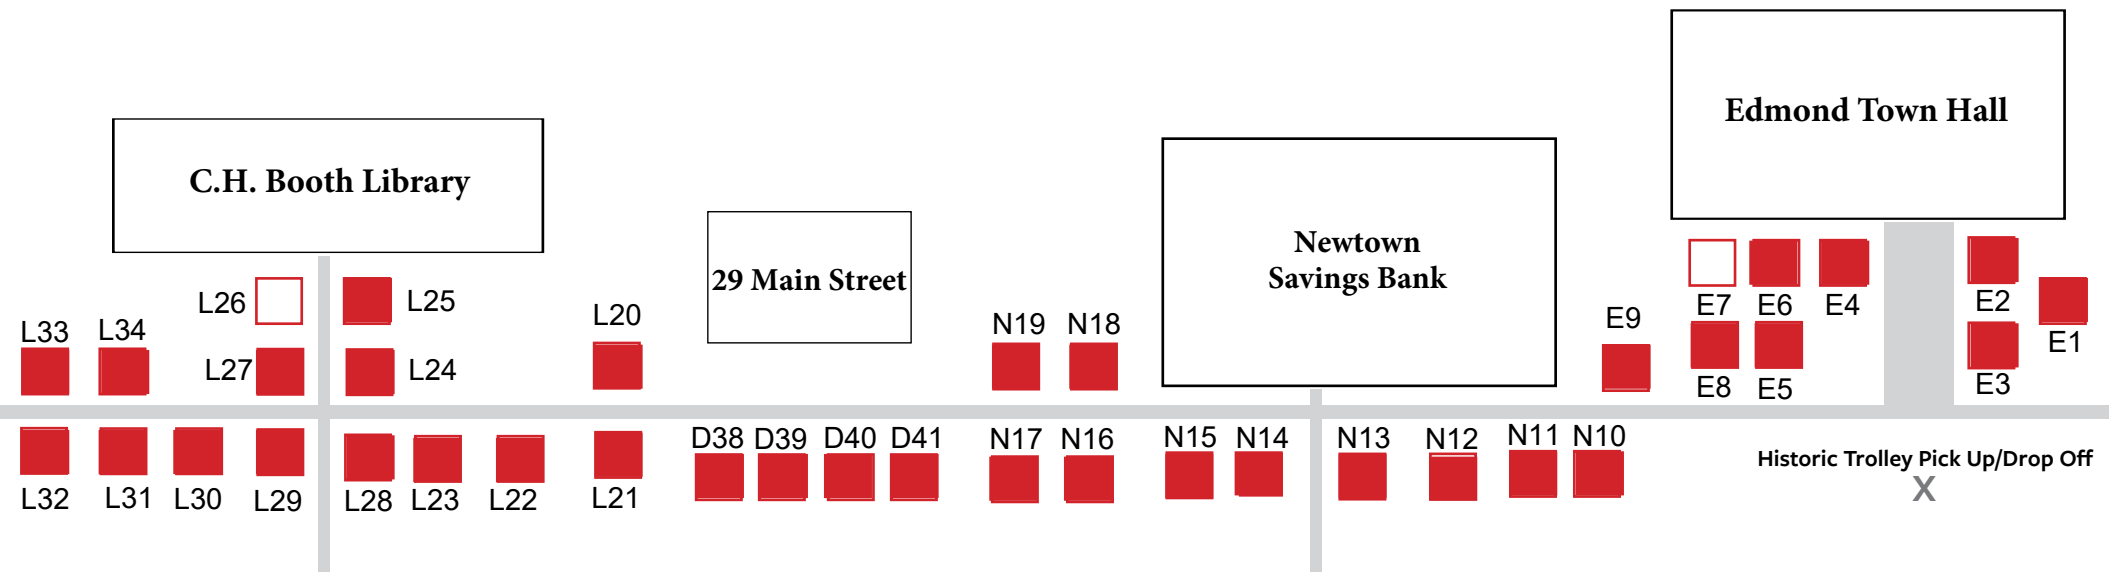 Edmond Town Hall
C.H. Booth Library
Newtown
Savings Bank
29 Main Street
L26
L25
L20
E7
E6
E4
E2
L33
L34
N19
N18
E9
E1
L27
L24
E8
E5
E3
D38
D39
D40
D41
N17
N16
N15
N14
N13
N12
N11
N10
Historic Trolley Pick Up/Drop Off
X
L32
L31
L30
L29
L28
L23
L22
L21